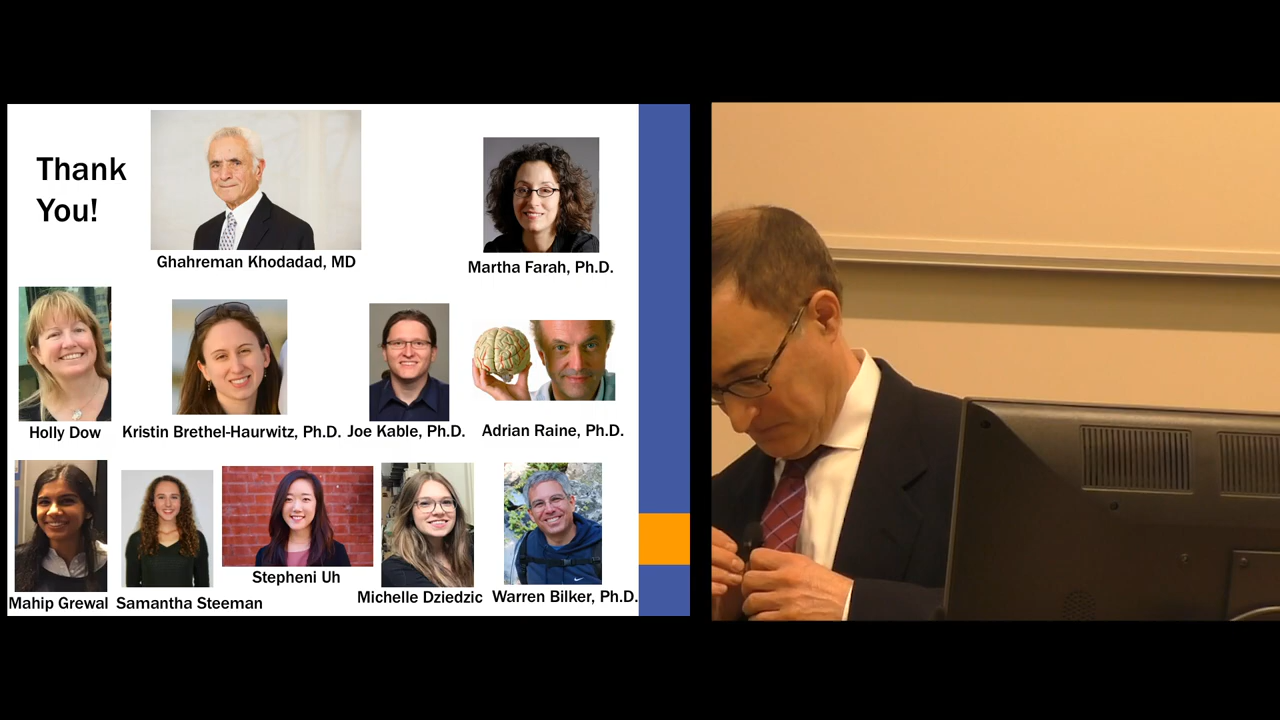 Thank
You!
Ghahreman Khodadad, MD
Martha Farah, Ph.D.
Holly Dow
Kristin Brethel-Haurwitz, Ph.D.
Joe Kable, Ph.D.
Adrian Raine, Ph.D.
Mahip Grewal
Samantha Steeman
Stepheni Uh
Michelle Dziedzic
Warren Bilker, Ph.D.